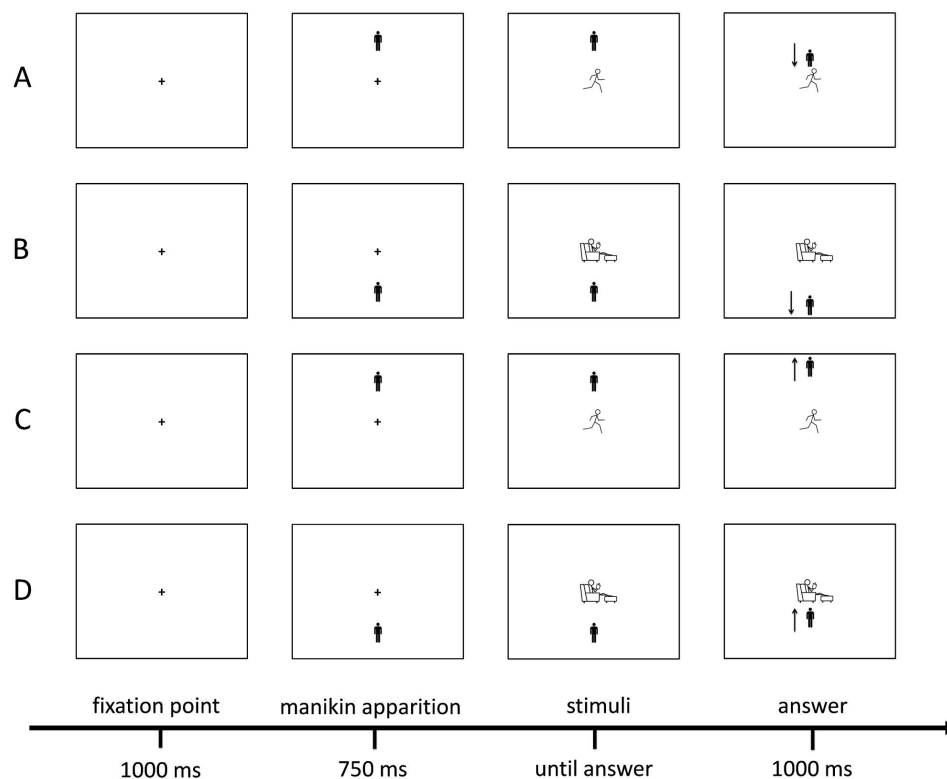 A
B
C
D
fixation point manikin apparition stimuli answer
1000 ms 750 ms until answer 1000 ms